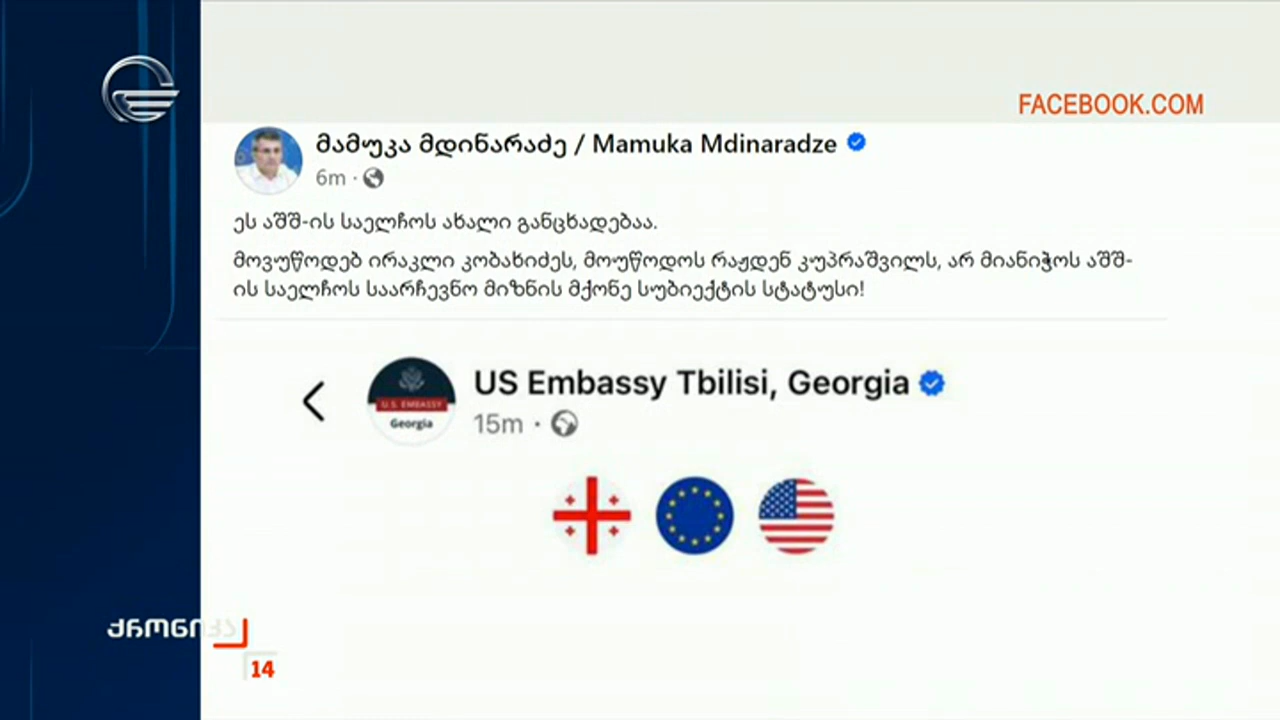 FACEBOOK.COM
მამუკა მდინარაძე / Mamuka Mdinaradze
6m ·
ეს აშშ-ის საელჩოს ახალი განცხადებაა.
მოვუწოდებ ირაკლი კობახიძეს, მოუწოდოს რაჟდენ კუპრაშვილს, არ მიანიჭოს აშშ-
ის საელჩოს საარჩევნო მიზნის მქონე სუბიექტის სტატუსი!
US Embassy Tbilisi, Georgia
15m ·
U.S. EMBASSY
Georgia
ქრონიკა
14